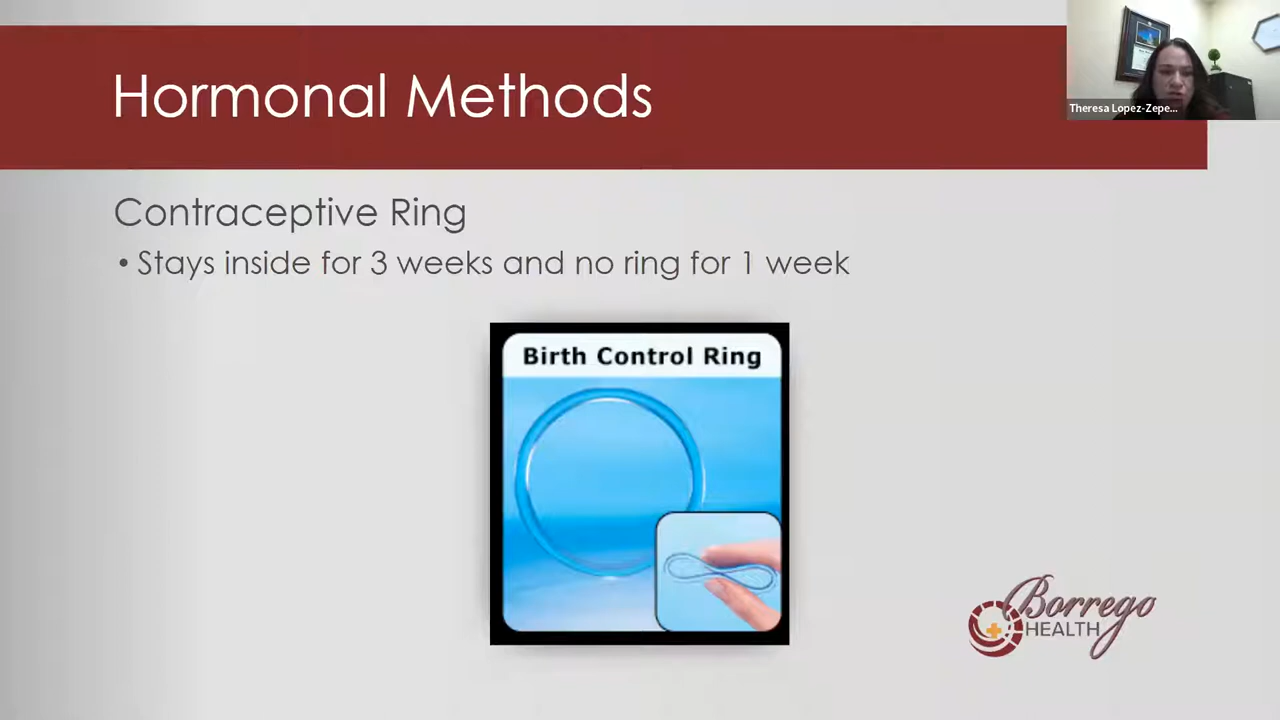 Hormonal Methods
Theresa Lopez-Zepe...
Contraceptive Ring
• Stays inside for 3 weeks and no ring for 1 week
Birth Control Ring
Borrego
HEALTH